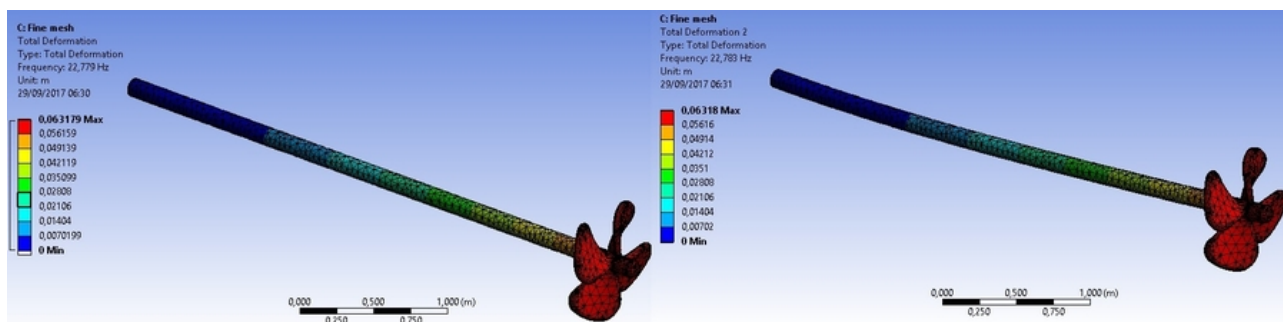 C: Fine mesh
Total Deformation
Type: Total Deformation
Frequency: 22,779 Hz
Unit: m
29/09/2017 06:30
0,063179 Max
0,056159
0,049139
0,042119
0,035099
0,02808
0,02106
0,01404
0,0070199
0 Min
0,000
0,500
1,000 (m)
0,250
0,750
C: Fine mesh
Total Deformation 2
Type: Total Deformation
Frequency: 22,783 Hz
Unit: m
29/09/2017 06:31
0,06318 Max
0,05616
0,04914
0,04212
0,0351
0,02808
0,02106
0,01404
0,00702
0 Min
0,000
0,500
1,000 (m)
0,250
0,750